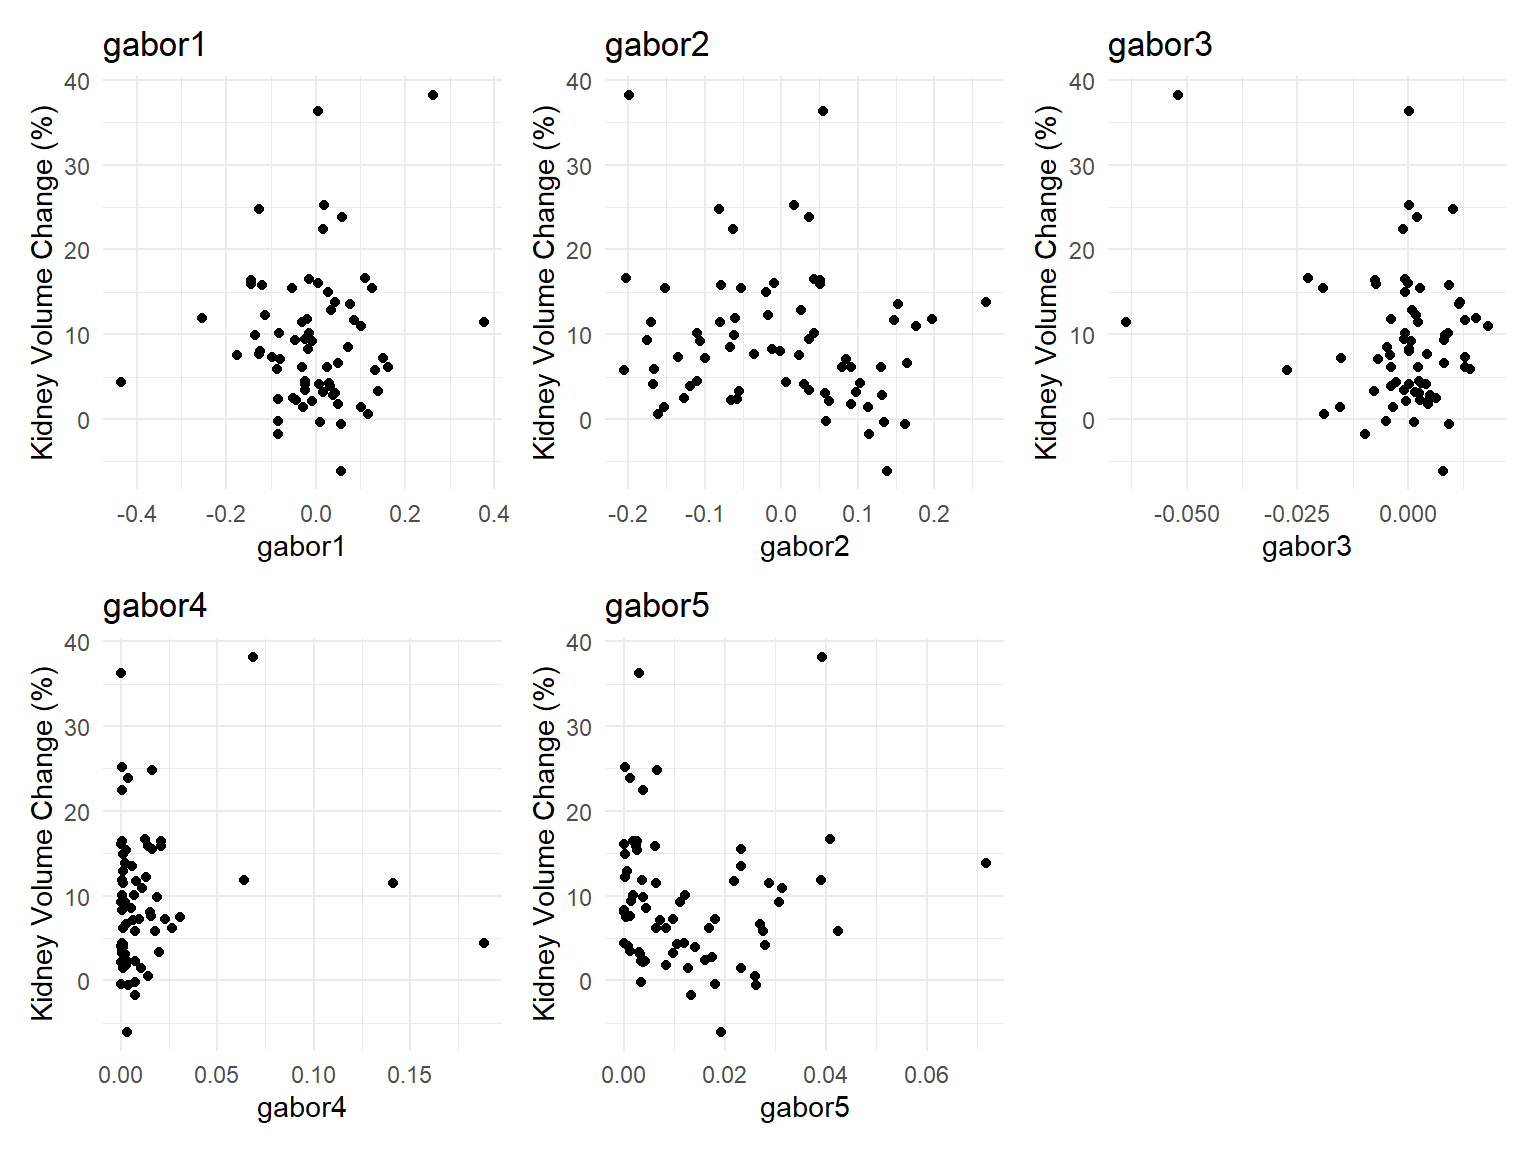 gabor1
Kidney Volume Change (%)
40
30
20
10
0
-0.4 -0.2 0.0 0.2 0.4
gabor1
gabor2
Kidney Volume Change (%)
40
30
20
10
0
-0.2 -0.1 0.0 0.1 0.2
gabor2
gabor3
Kidney Volume Change (%)
40
30
20
10
0
-0.050 -0.025 0.000
gabor3
gabor4
Kidney Volume Change (%)
40
30
20
10
0
0.00 0.05 0.10 0.15
gabor4
gabor5
Kidney Volume Change (%)
40
30
20
10
0
0.00 0.02 0.04 0.06
gabor5